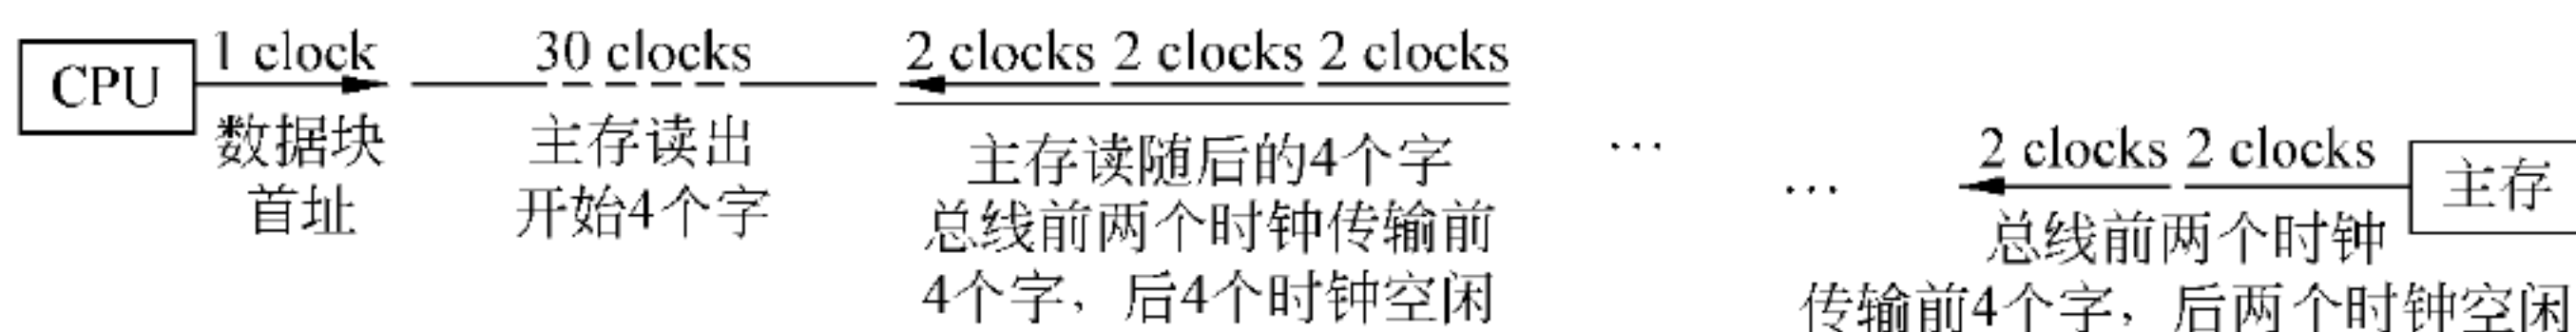 CPU
1 clock
数据块
首址
30 clocks
主存读出
开始4个字
2 clocks 2 clocks 2 clocks
主存读随后的4个字
总线前两个时钟传输前
4个字，后4个时钟空闲
…
…
2 clocks 2 clocks
总线前两个时钟
传输前4个字，后两个时钟空闲
主存